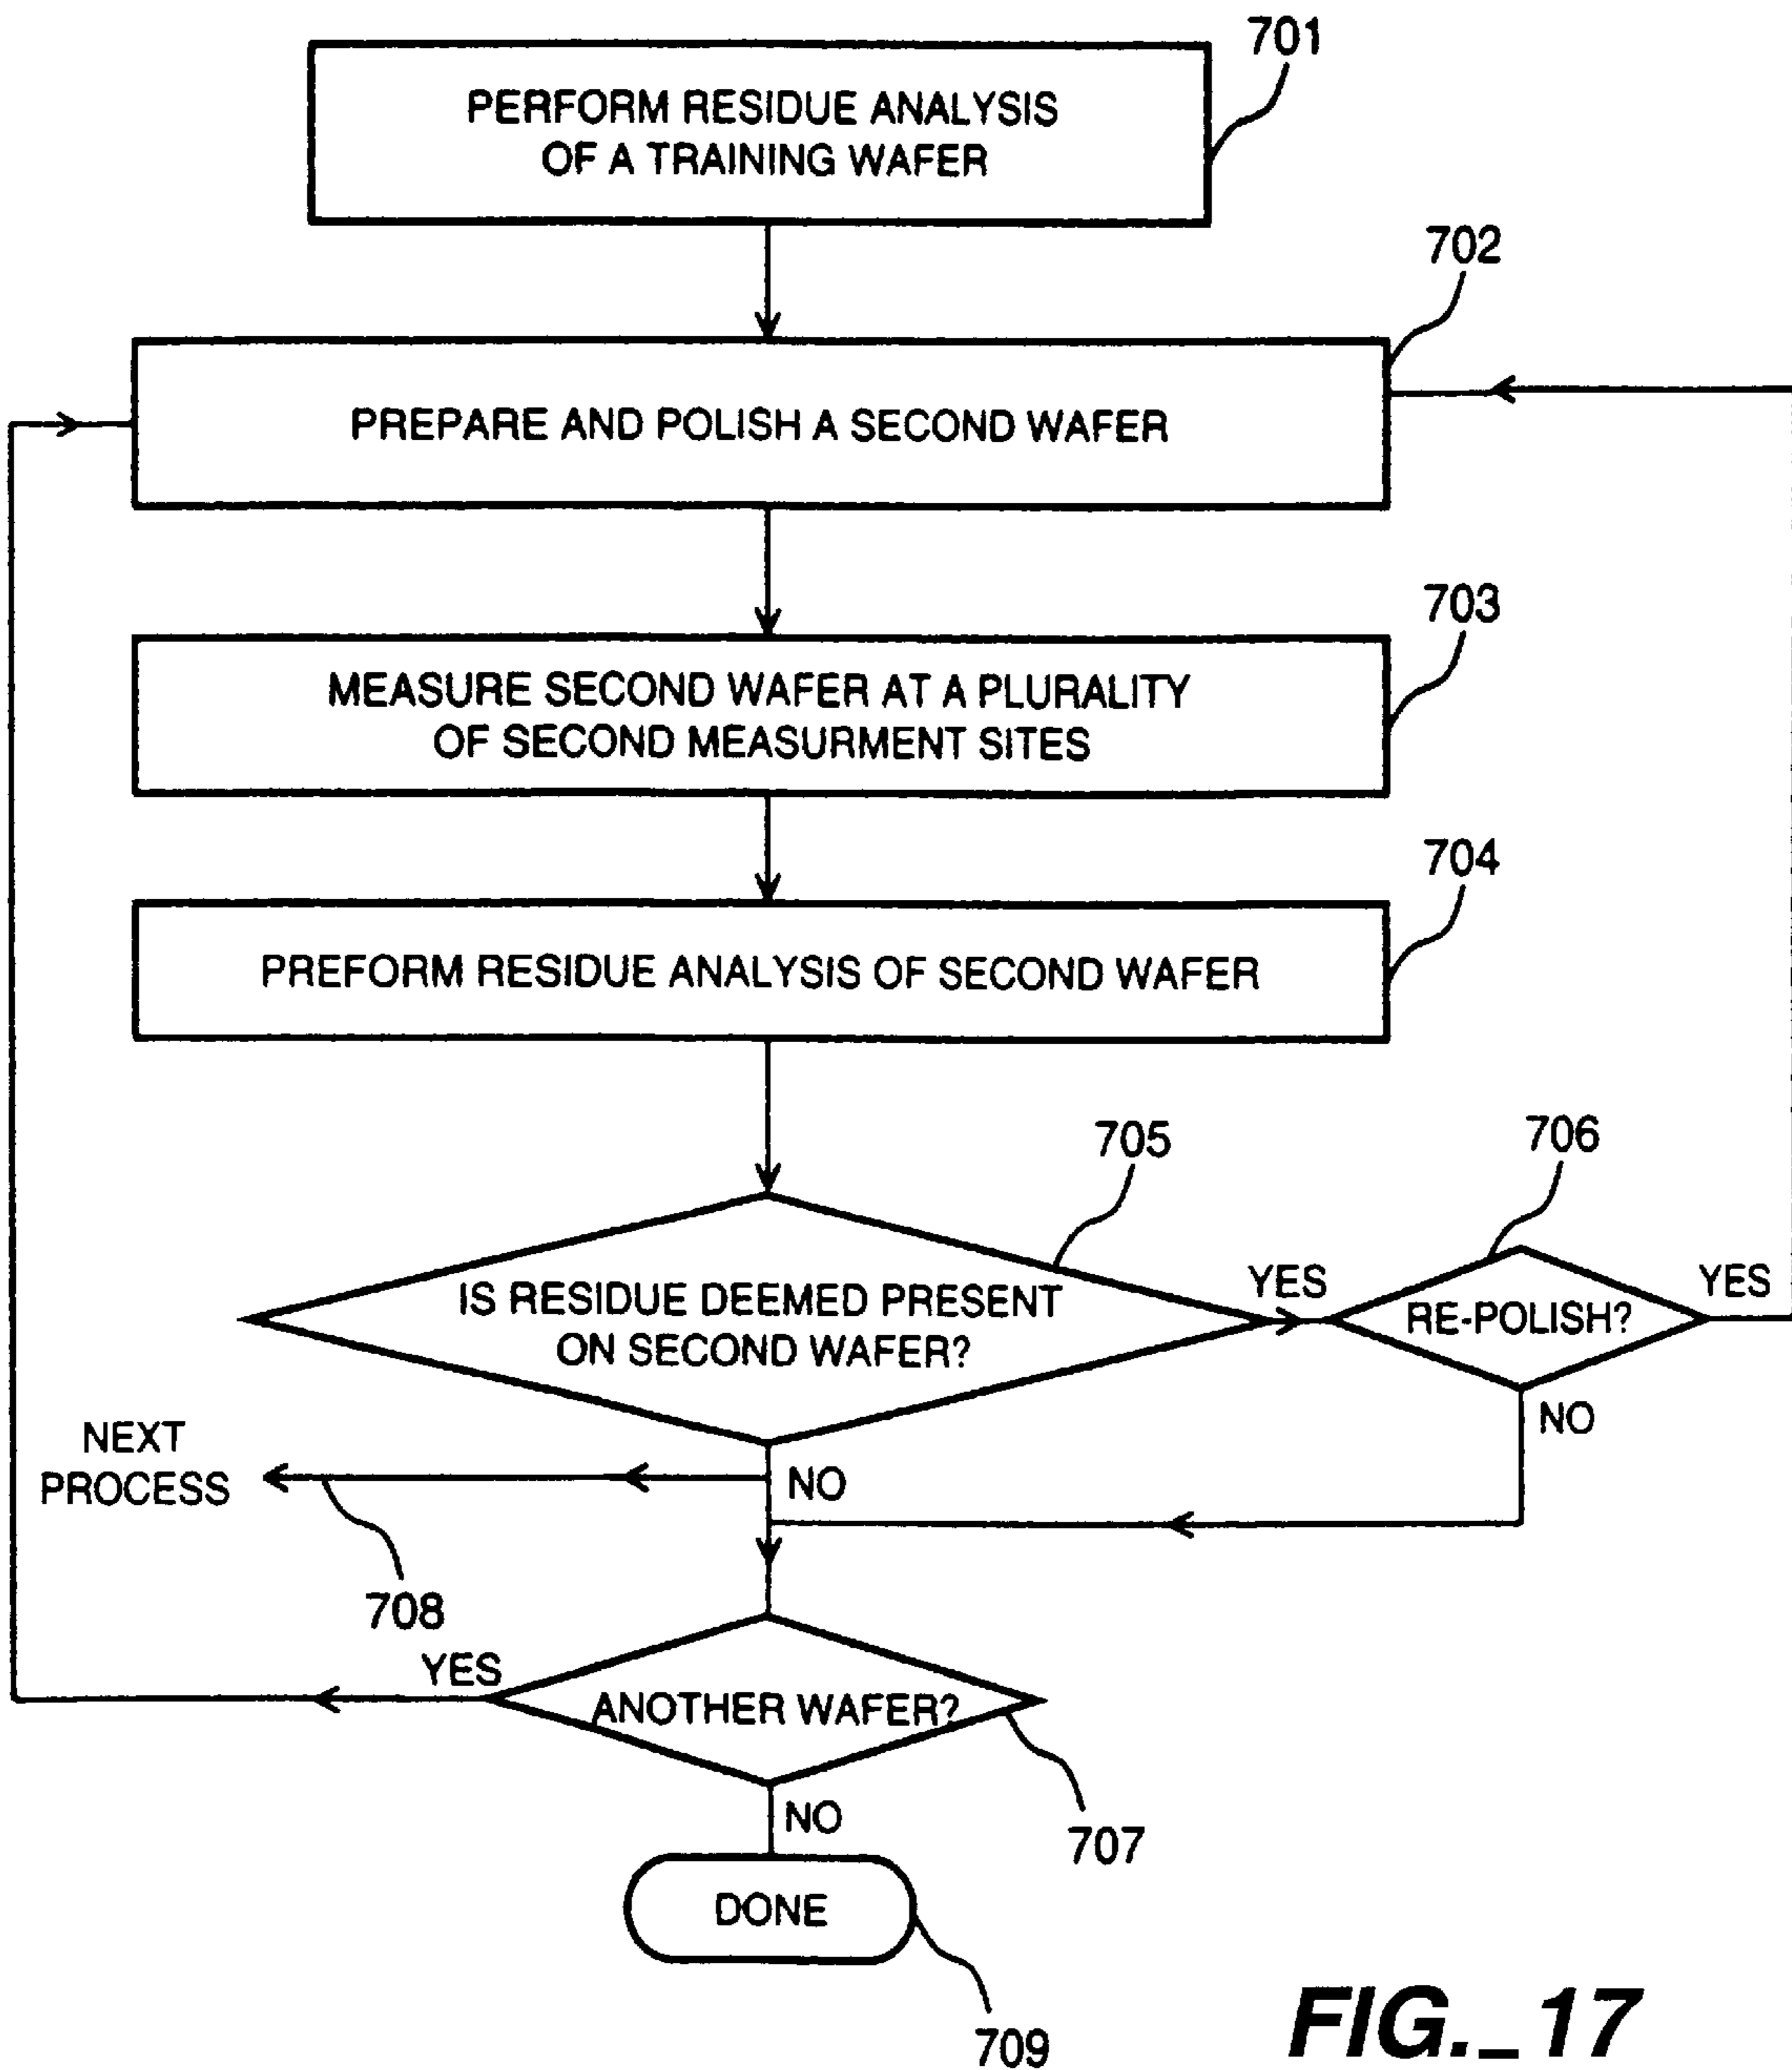 701
PERFORM RESIDUE ANALYSIS
OF A TRAINING WAFER
702
PREPARE AND POLISH A SECOND WAFER
703
MEASURE SECOND WAFER AT A PLURALITY
OF SECOND MEASURMENT SITES
704
PREFORM RESIDUE ANALYSIS OF SECOND WAFER
705
706
IS RESIDUE DEEMED PRESENT
ON SECOND WAFER?
YES
RE-POLISH?
YES
NO
NEXT
PROCESS
NO
708
YES
ANOTHER WAFER?
707
NO
DONE
709
FIG._17